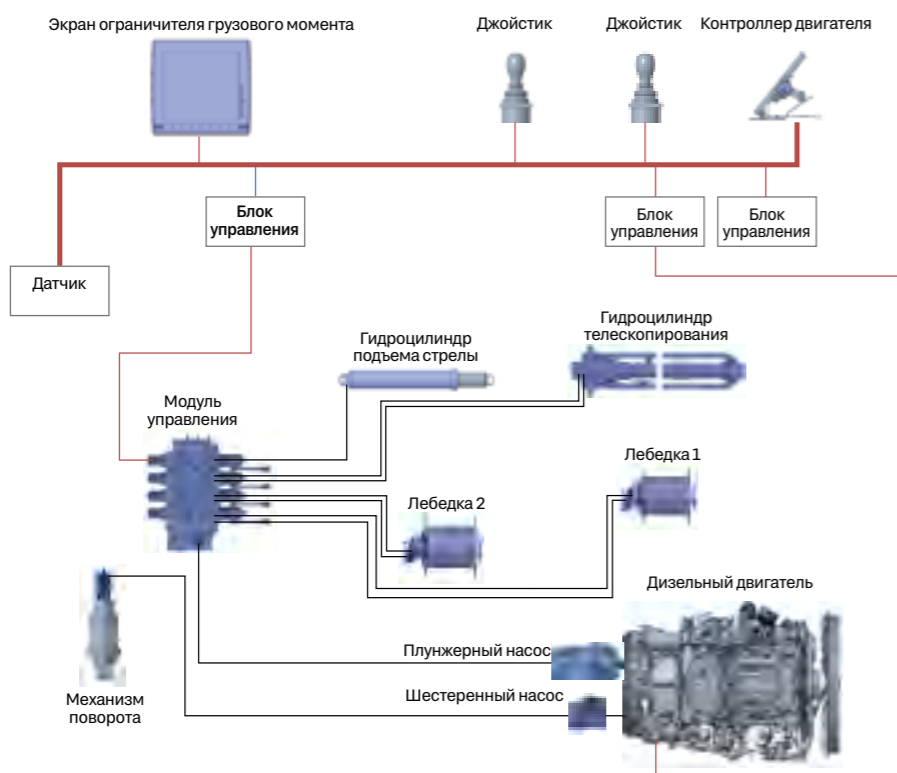 Экран ограничителя грузового момента
Джойстик
Джойстик
Контроллер двигателя
Блок
управления
Блок
управления
Блок
управления
Датчик
Гидроцилиндр
подъема стрелы
Гидроцилиндр
телескопирования
Модуль
управления
Лебедка 2
Лебедка 1
Дизельный двигатель
Плунжерный насос
Шестеренный насос
Механизм
поворота